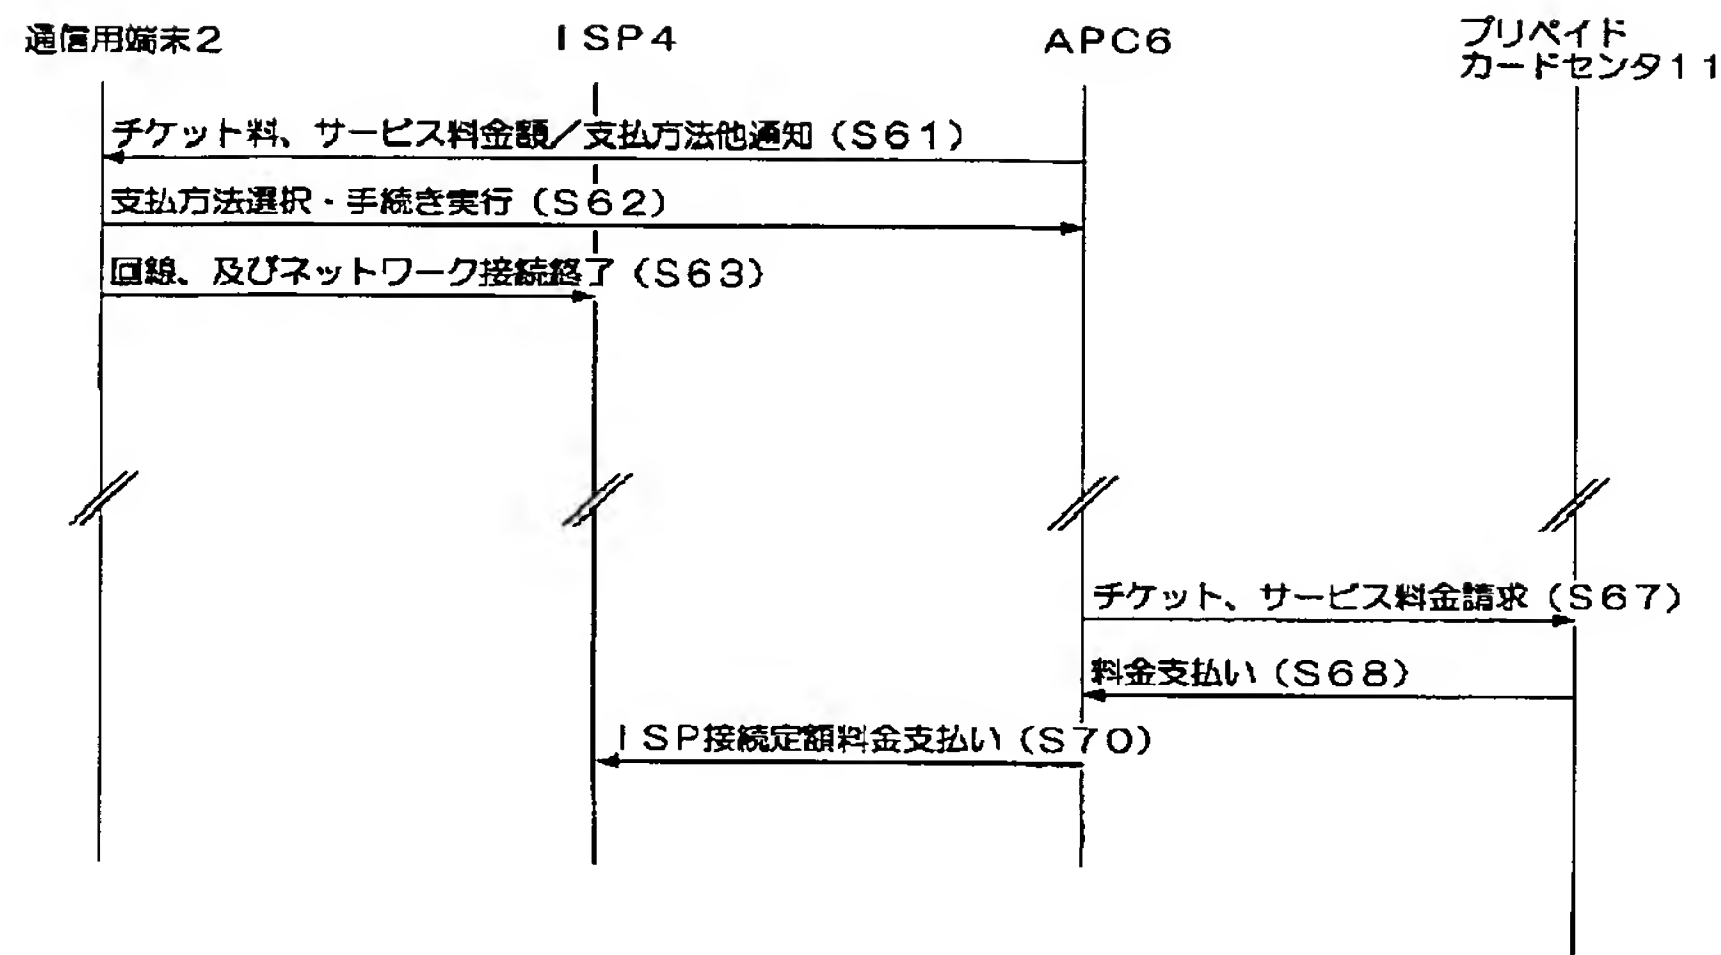 通信用端末2
ISP4
APC6
プリペイド
カードセンタ11
チケット料、サービス料金額/支払方法他通知(S61)
支払方法選択・手続き実行(S62)
回線、及びネットワーク接続終了(S63)
チケット、サービス料金請求(S67)
料金支払い(S68)
ISP接続定額料金支払い(S70)